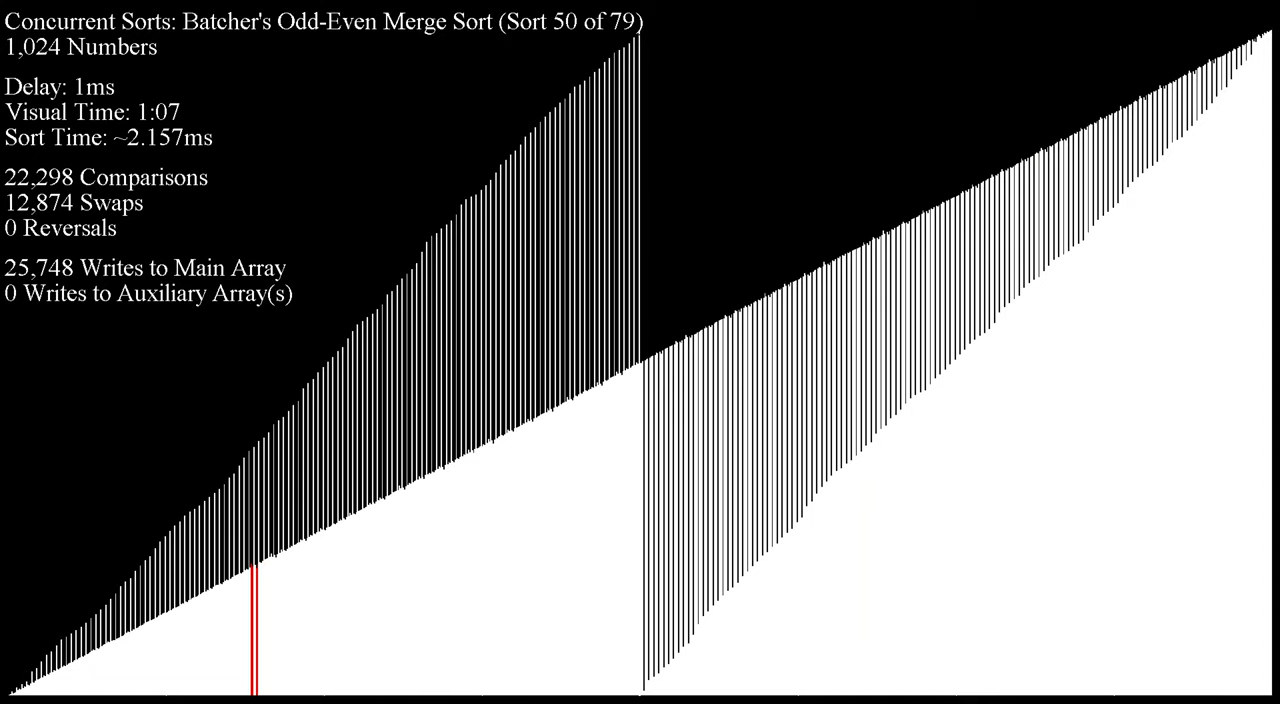 Concurrent Sorts: Batcher's Odd-Even Merge Sort (Sort 50 of 79)
1,024 Numbers
Delay: 1ms
Visual Time: 1:07
Sort Time: ~2.157ms
22,298 Comparisons
12,874 Swaps
0 Reversals
25,748 Writes to Main Array
0 Writes to Auxiliary Array(s)